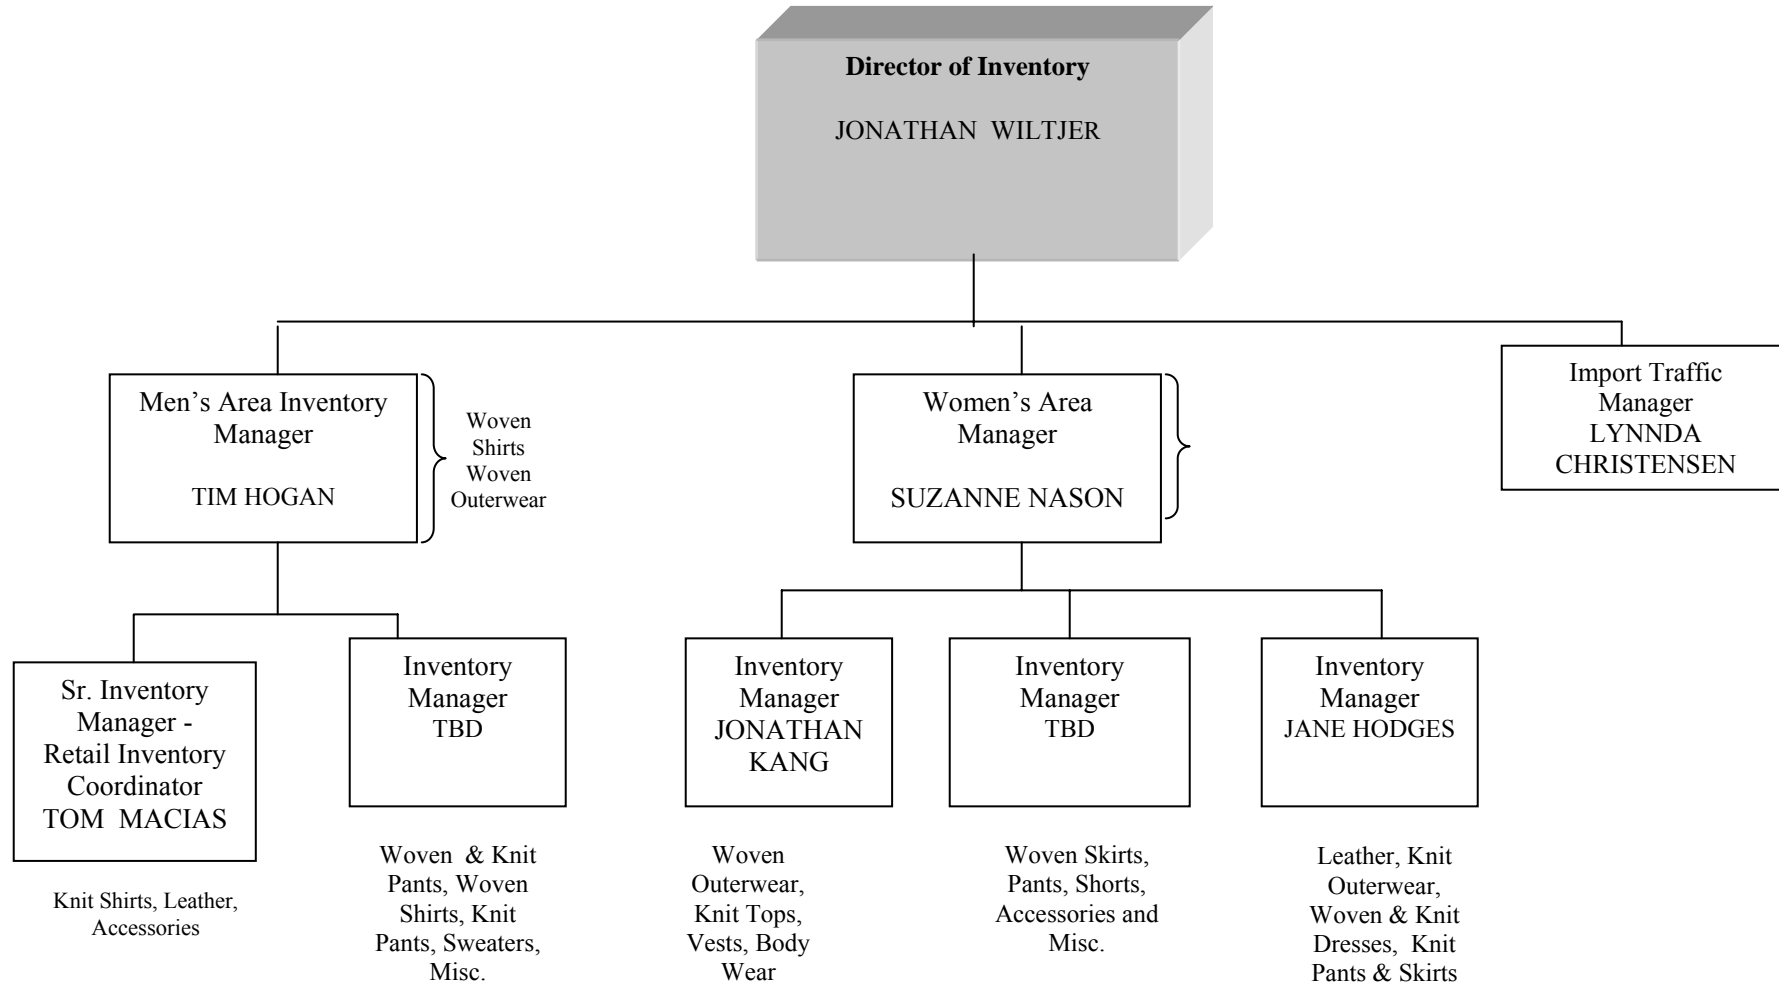 Director of Inventory
JONATHAN WILTJER
Men’s Area Inventory
Manager
TIM HOGAN
Woven
Shirts
Woven
Outerwear
Women’s Area
Manager
SUZANNE NASON
Import Traffic
Manager
LYNNDA
CHRISTENSEN
Sr. Inventory
Manager -
Retail Inventory
Coordinator
TOM MACIAS
Knit Shirts, Leather,
Accessories
Inventory
Manager
TBD
Woven & Knit
Pants, Woven
Shirts, Knit
Pants, Sweaters,
Misc.
Inventory
Manager
JONATHAN
KANG
Woven
Outerwear,
Knit Tops,
Vests, Body
Wear
Inventory
Manager
TBD
Woven Skirts,
Pants, Shorts,
Accessories and
Misc.
Inventory
Manager
JANE HODGES
Leather, Knit
Outerwear,
Woven & Knit
Dresses, Knit
Pants & Skirts